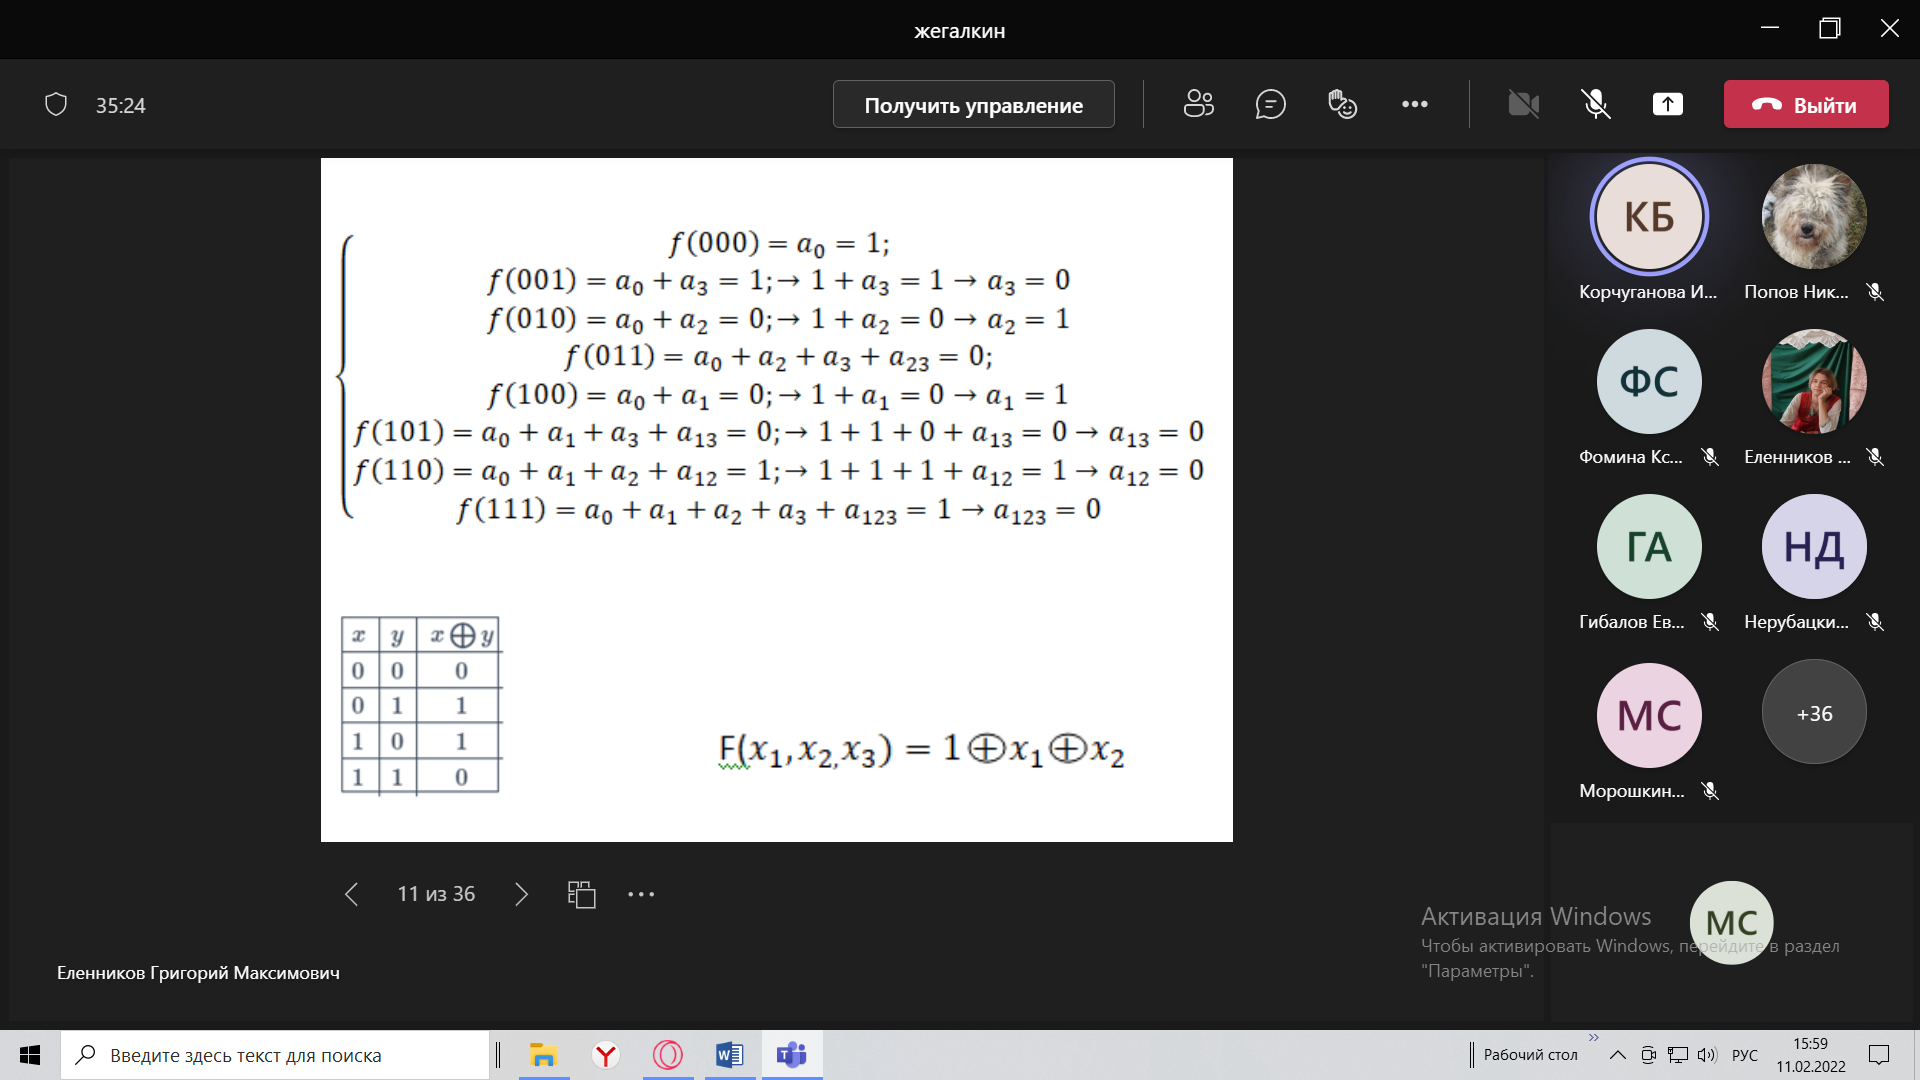 жегалкин
35:24
Получить управление
Выйти
f(000) = a₀ = 1;
f(001) = a₀ + a₃ = 1;→ 1 + a₃ = 1 → a₃ = 0
f(010) = a₀ + a₂ = 0;→ 1 + a₂ = 0 → a₂ = 1
f(011) = a₀ + a₂ + a₃ + a₂₃ = 0;
f(100) = a₀ + a₁ = 0;→ 1 + a₁ = 0 → a₁ = 1
f(101) = a₀ + a₁ + a₃ + a₁₃ = 0;→ 1 + 1 + 0 + a₁₃ = 0 → a₁₃ = 0
f(110) = a₀ + a₁ + a₂ + a₁₂ = 1;→ 1 + 1 + 1 + a₁₂ = 1 → a₁₂ = 0
f(111) = a₀ + a₁ + a₂ + a₃ + a₁₂₃ = 1 → a₁₂₃ = 0
x y x⊕y
0 0 0
0 1 1
1 0 1
1 1 0
F(x₁,x₂,x₃) = 1⊕x₁⊕x₂
11 из 36
Еленников Григорий Максимович
КБ
Корчуганова И...
Попов Ник...
ФС
Фомина Кс...
Еленников ...
ГА
НД
Гибалов Ев...
Нерубацки...
МС
+36
Морошкин...
МС
Активация Windows
Чтобы активировать Windows, перейдите в раздел
"Параметры".
Введите здесь текст для поиска
Рабочий стол
РУС
15:59
11.02.2022